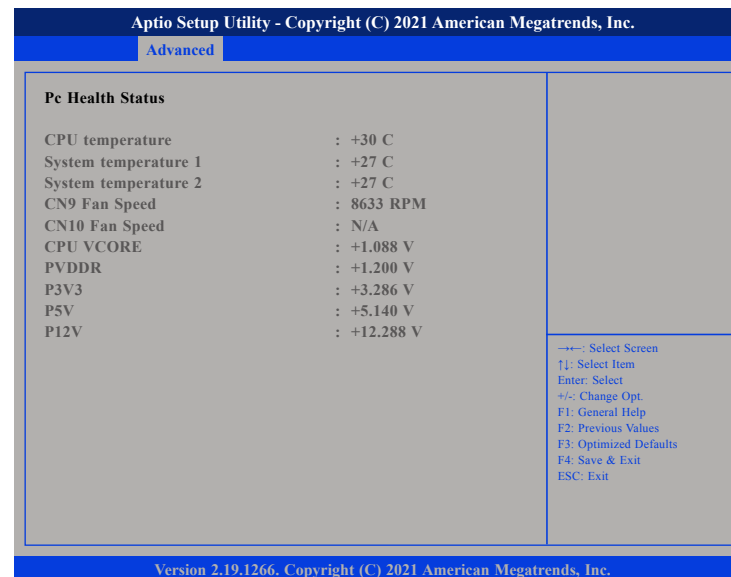 Aptio Setup Utility - Copyright (C) 2021 American Megatrends, Inc.
Advanced
Pc Health Status
CPU temperature : +30 C
System temperature 1 : +27 C
System temperature 2 : +27 C
CN9 Fan Speed : 8633 RPM
CN10 Fan Speed : N/A
CPU VCORE : +1.088 V
PVDDR : +1.200 V
P3V3 : +3.286 V
P5V : +5.140 V
P12V : +12.288 V
→←: Select Screen
↑↓: Select Item
Enter: Select
+/-: Change Opt.
F1: General Help
F2: Previous Values
F3: Optimized Defaults
F4: Save & Exit
ESC: Exit
Version 2.19.1266. Copyright (C) 2021 American Megatrends, Inc.